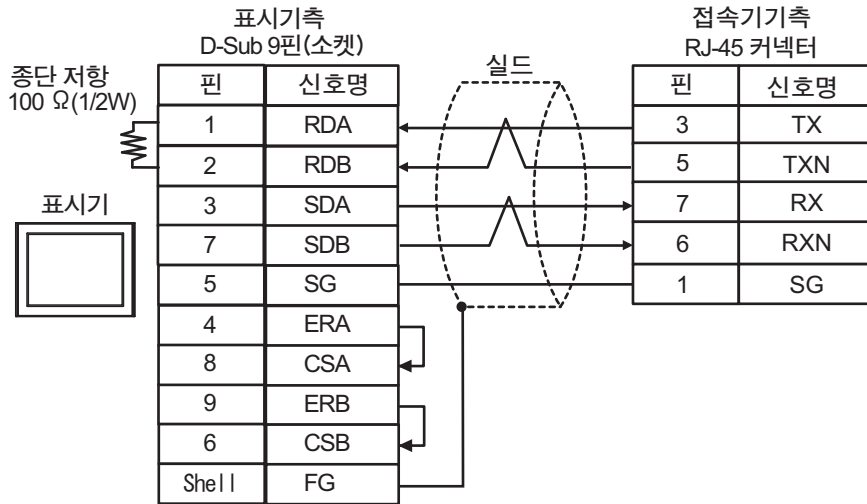 표시기측
D-Sub 9핀(소켓)
접속기기측
RJ-45 커넥터
종단 저항
100 Ω(1/2W)
실드
표시기
핀 신호명
1 RDA
2 RDB
3 SDA
7 SDB
5 SG
4 ERA
8 CSA
9 ERB
6 CSB
Shell FG
핀 신호명
3 TX
5 TXN
7 RX
6 RXN
1 SG